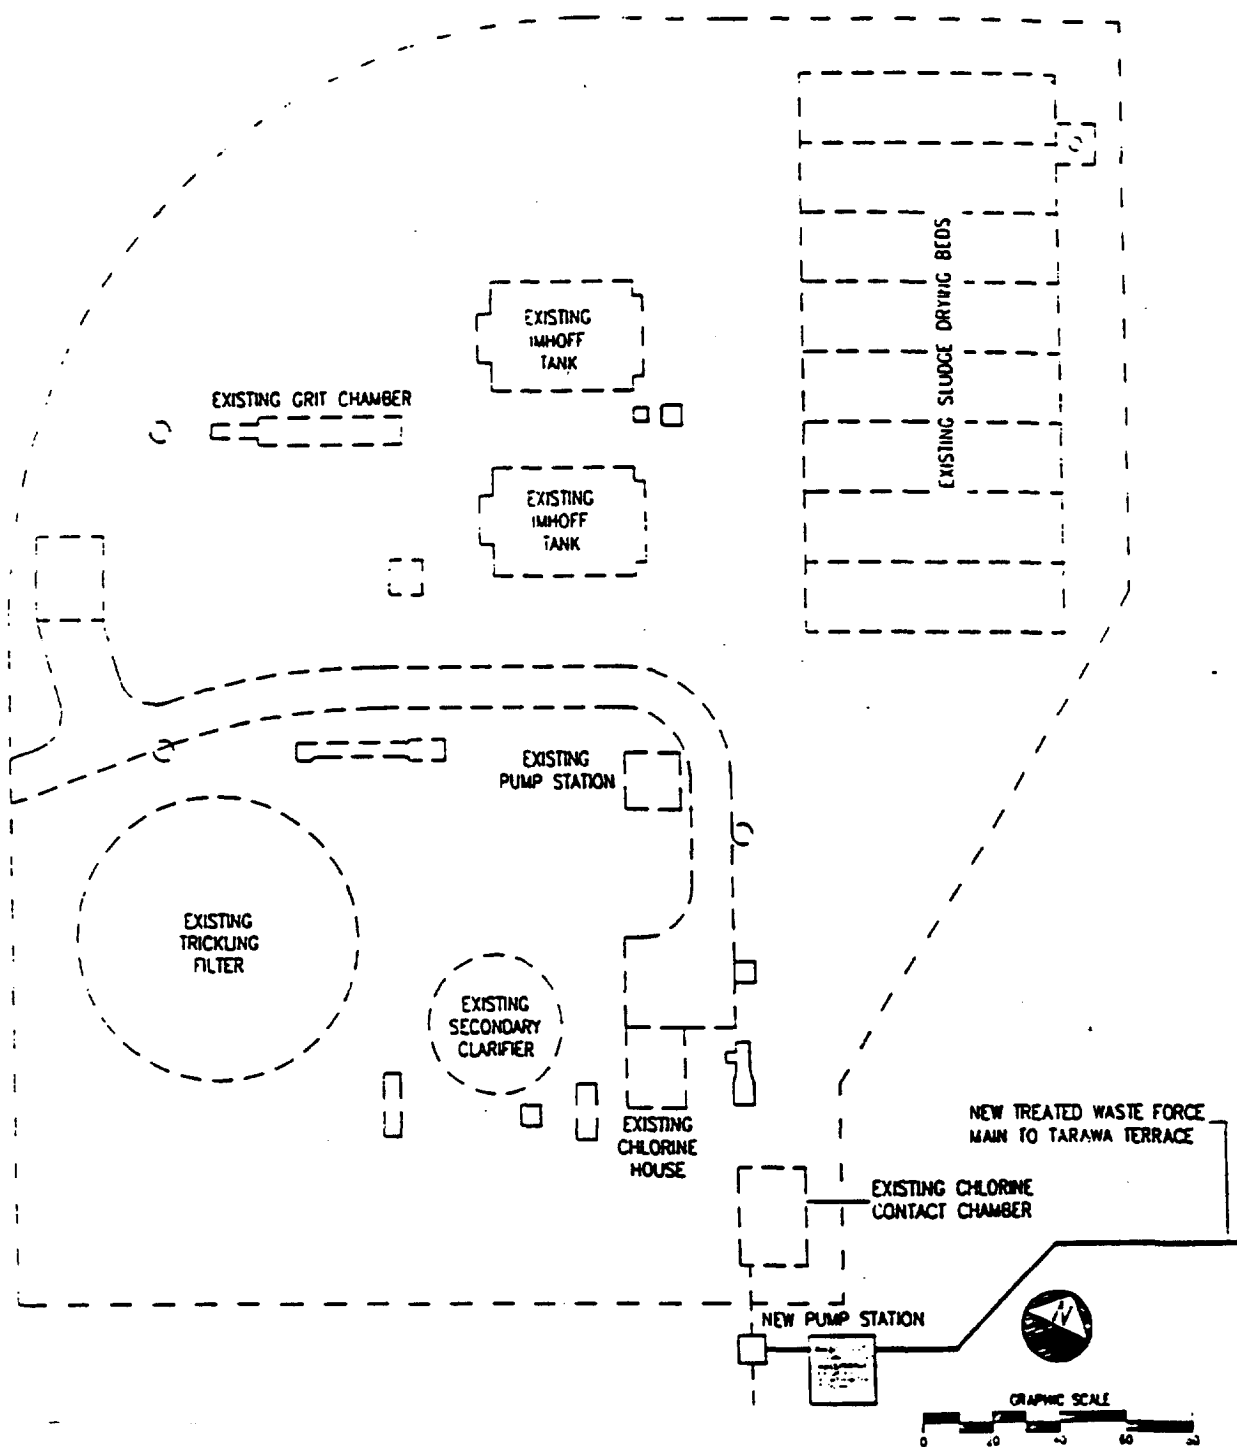 EXISTING
IMHOFF
TANK
EXISTING SLUDGE DRYING BEDS
EXISTING GRIT CHAMBER
EXISTING
IMHOFF
TANK
EXISTING
PUMP STATION
EXISTING
TRICKLING
FILTER
EXISTING
SECONDARY
CLARIFIER
EXISTING
CHLORINE
HOUSE
NEW TREATED WASTE FORCE
MAIN TO TARAWA TERRACE
EXISTING CHLORINE
CONTACT CHAMBER
NEW PUMP STATION
N
GRAPHIC SCALE
0